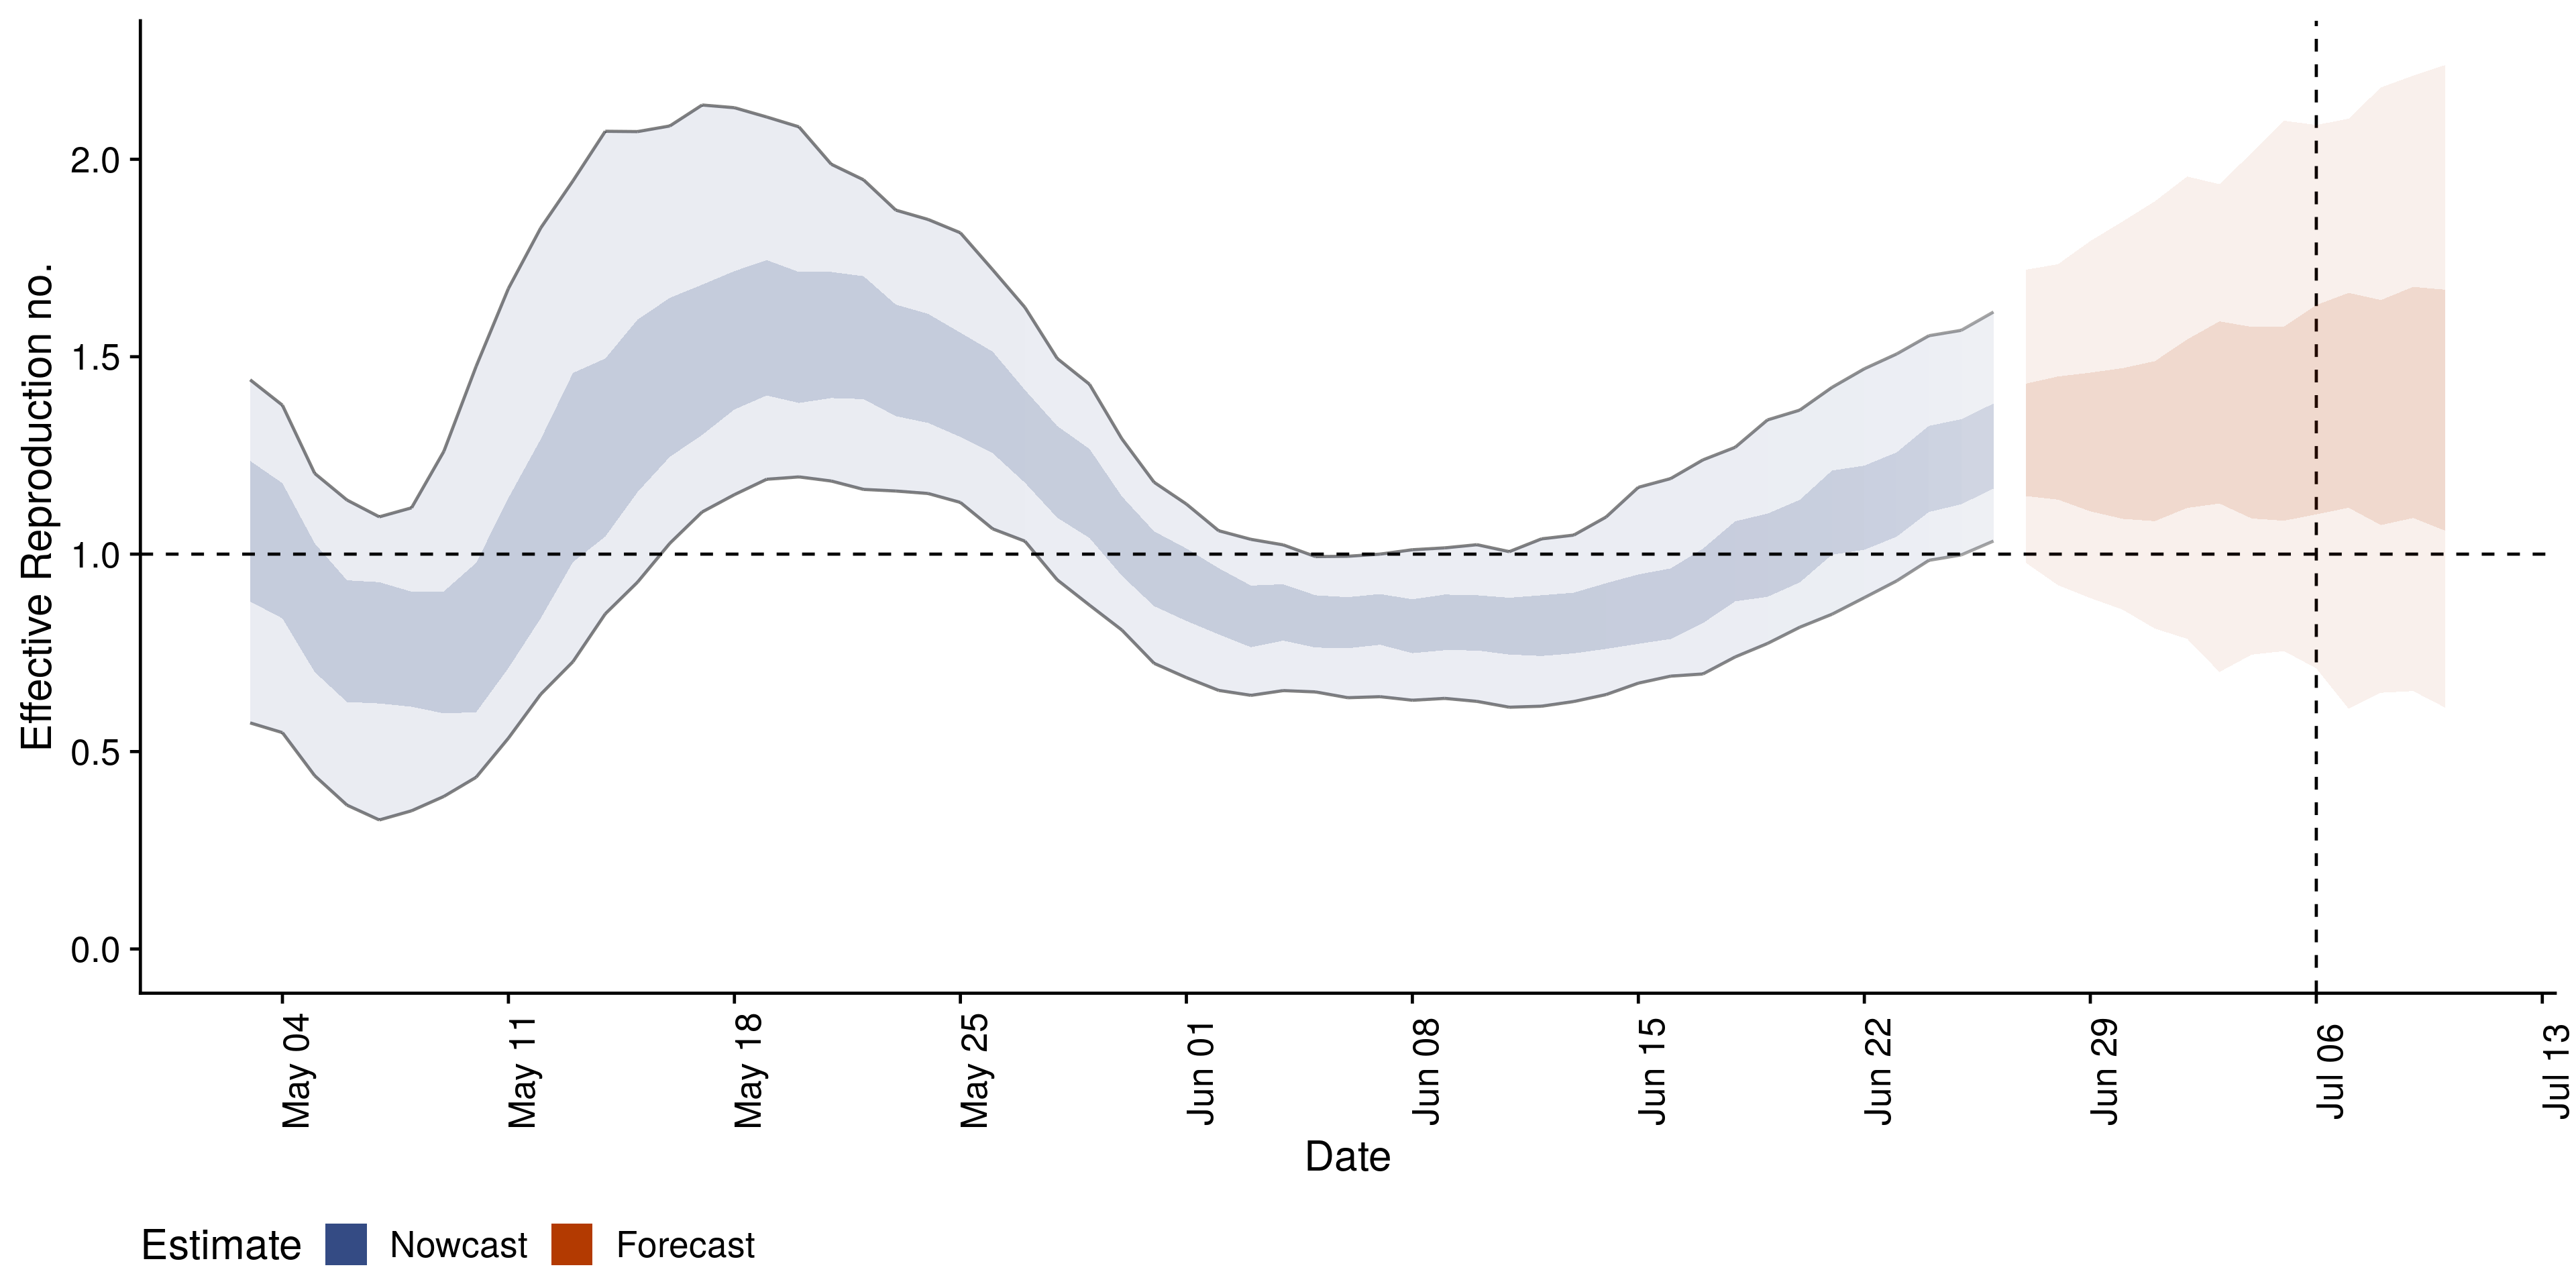 Effective Reproduction no.
2.0
1.5
1.0
0.5
0.0
May 04
May 11
May 18
May 25
Jun 01
Jun 08
Jun 15
Jun 22
Jun 29
Jul 06
Jul 13
Date
Estimate Nowcast Forecast